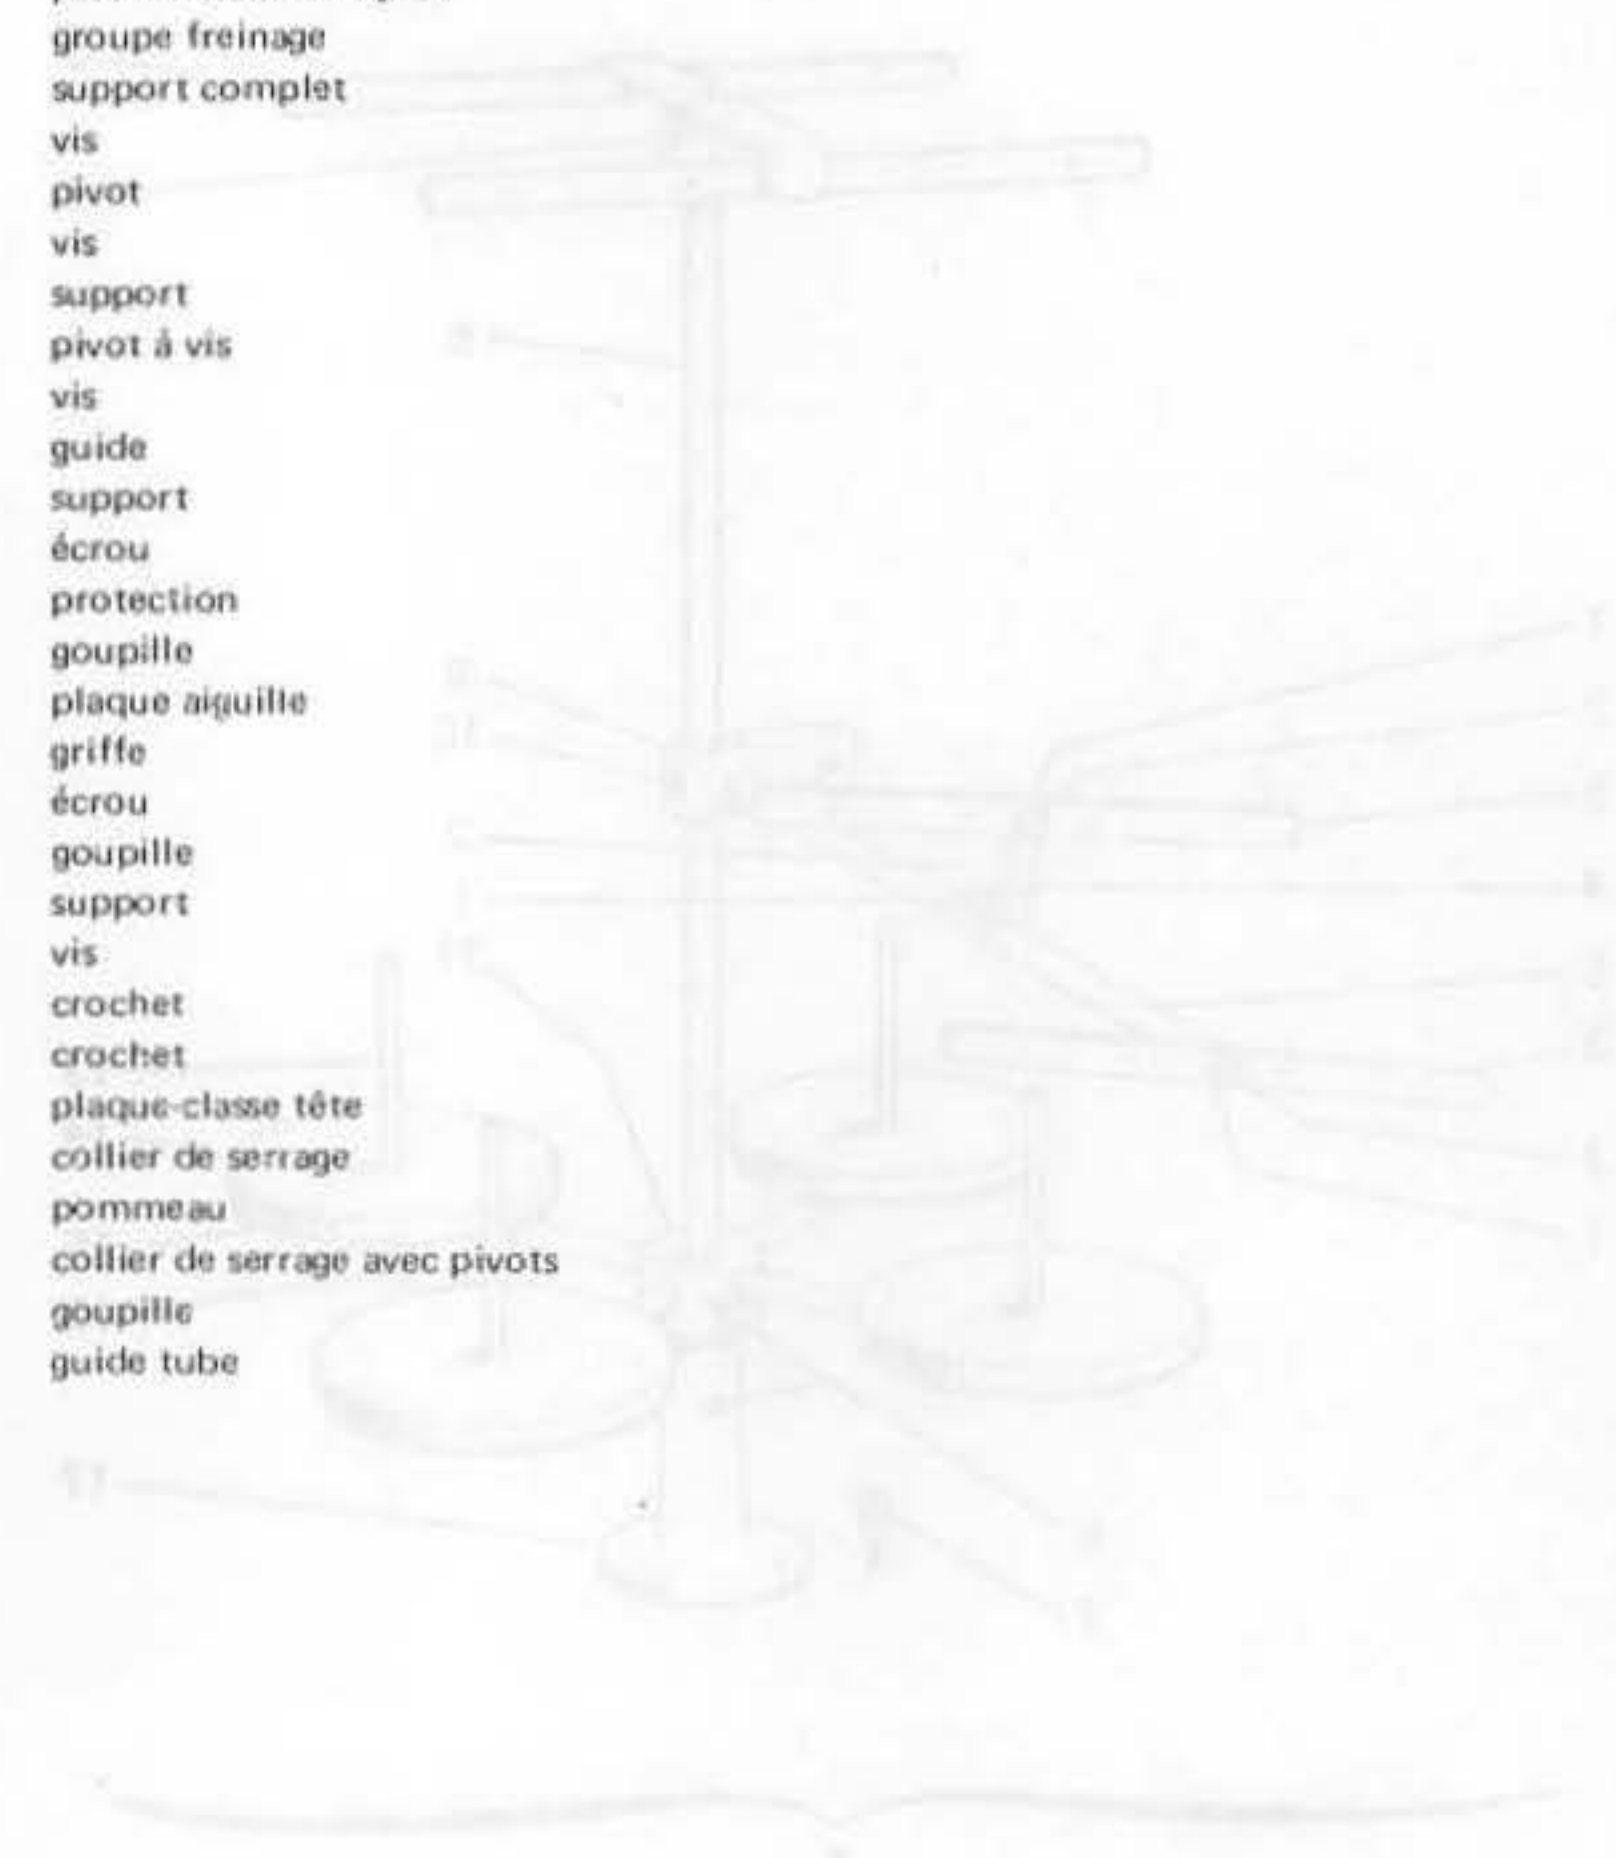 groupe freinage
support complet
vis
pivot
vis
support
pivot à vis
vis
guide
support
écrou
protection
goupille
plaque aiguille
griffe
écrou
goupille
support
vis
crochet
crochet
plaque-classe tête
collier de serrage
pommeau
collier de serrage avec pivots
goupille
guide tube